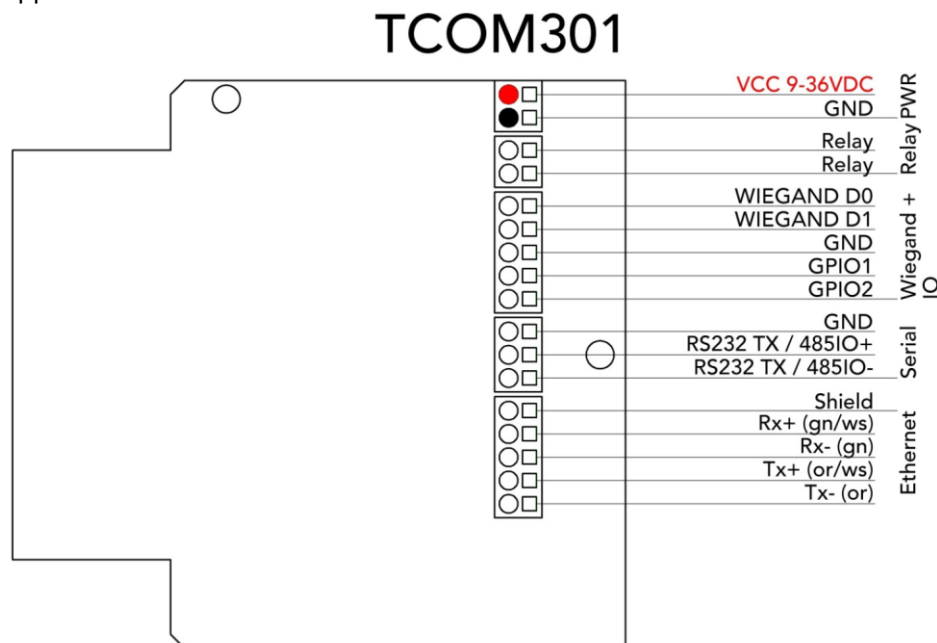 TCOM301
VCC 9-36VDC
GND
PWR
Relay
Relay
Relay
WIEGAND D0
WIEGAND D1
GND
GPIO1
GPIO2
Wiegand +
IO
GND
RS232 TX / 485IO+
RS232 TX / 485IO-
Serial
Shield
Rx+ (gn/ws)
Rx- (gn)
Tx+ (or/ws)
Tx- (or)
Ethernet